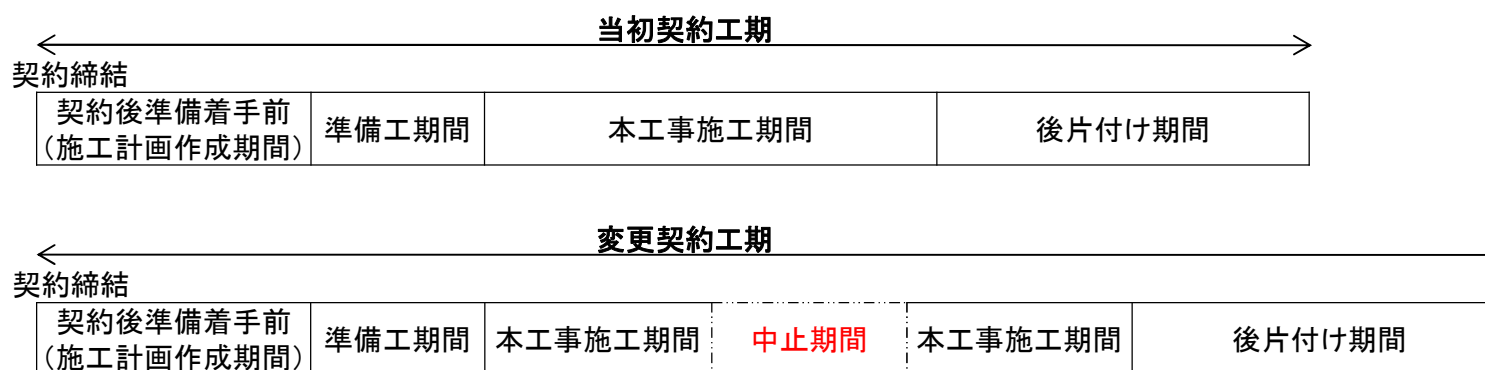 当初契約工期
契約締結
契約後準備着手前
（施工計画作成期間）
準備工期間
本工事施工期間
後片付け期間
変更契約工期
契約締結
契約後準備着手前
（施工計画作成期間）
準備工期間
本工事施工期間
中止期間
本工事施工期間
後片付け期間